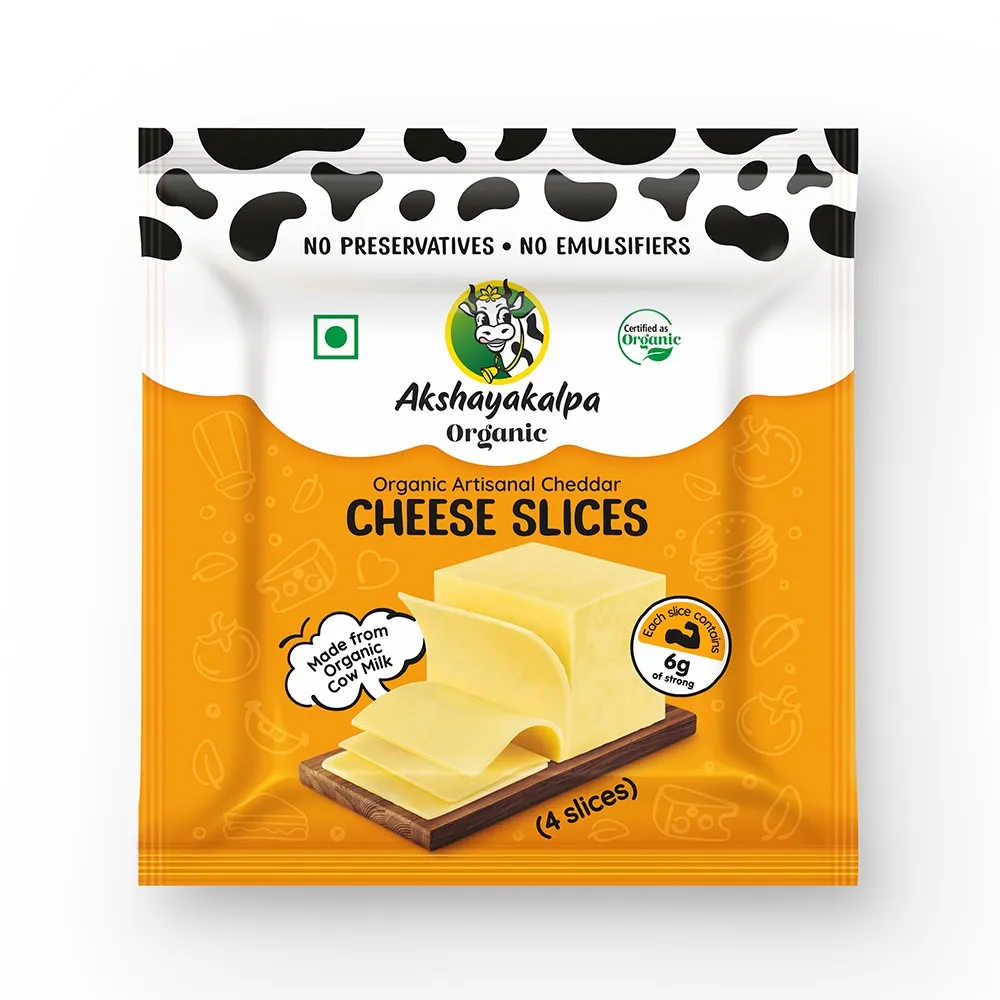 NO PRESERVATIVES • NO EMULSIFIERS
Certified as
Organic
Akshayakalpa
Organic
Organic Artisanal Cheddar
CHEESE SLICES
Made from
Organic
Cow Milk
Each slice contains
6g
of strong
(4 slices)